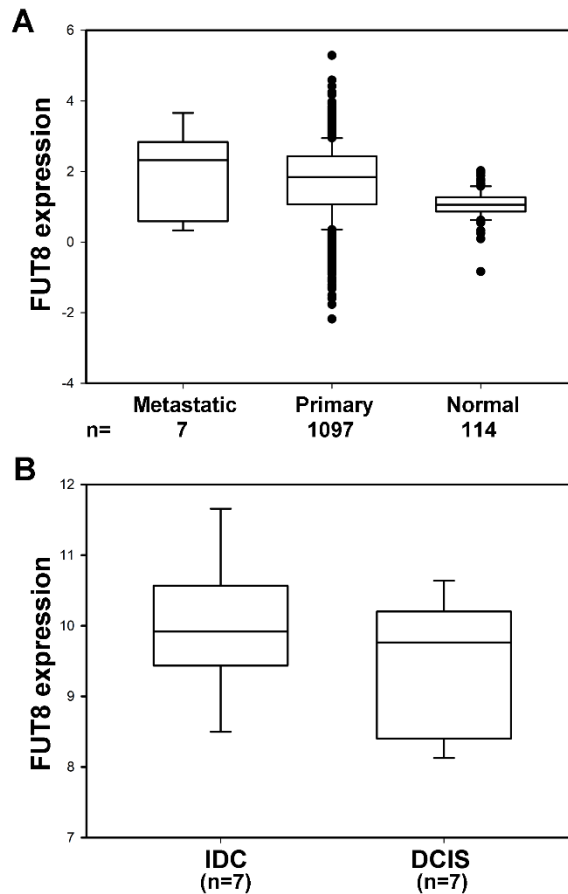 A
6
4
2
0
-2
-4
FUT8 expression
Metastatic Primary Normal
n= 7 1097 114
B
12
11
10
9
8
7
FUT8 expression
IDC DCIS
(n=7) (n=7)